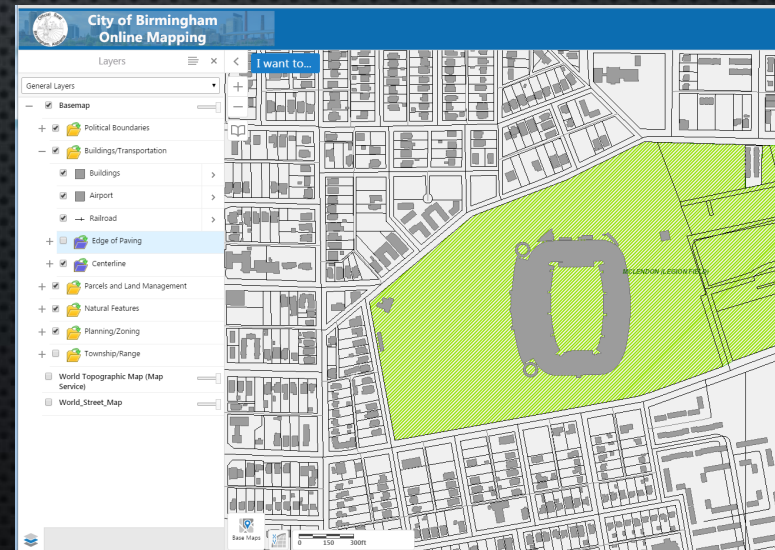 City of Birmingham
Online Mapping
Layers
I want to...
General Layers
Basemap
Political Boundaries
Buildings/Transportation
Buildings
Airport
Railroad
Edge of Paving
Centerline
Parcels and Land Management
Natural Features
Planning/Zoning
Township/Range
World Topographic Map (Map
Service)
World_Street_Map
MCLENDON (LEGION FIELD)
Base Maps
0 150 300ft